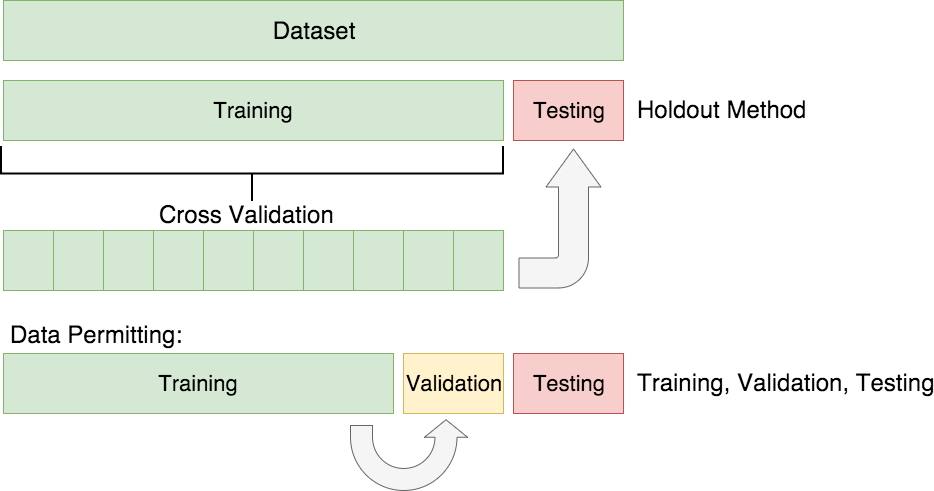 Dataset
Training
Testing
Holdout Method
Cross Validation
Data Permitting:
Training
Validation
Testing
Training, Validation, Testing